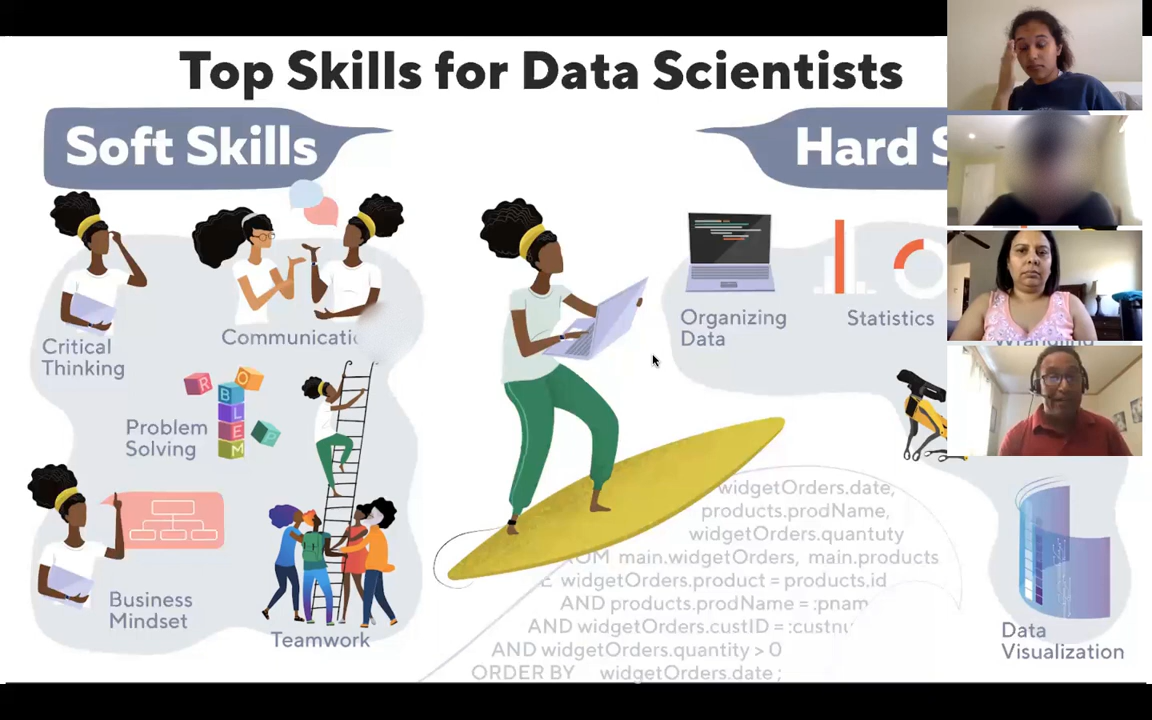 Top Skills for Data Scientists
Soft Skills
Hard S
Critical
Thinking
Communicatio
R
O
B
L
E
M
P
Problem
Solving
Business
Mindset
Teamwork
Organizing
Data
Statistics
Wrangling
widgetOrders.date,
products.prodName,
widgetOrders.quantuty
ROM main.widgetOrders, main.products
E widgetOrders.product = products.id
AND products.prodName = :pnam
AND widgetOrders.custID = :custnu
AND widgetOrders.quantity > 0
ORDER BY widgetOrders.date ;
Data
Visualization